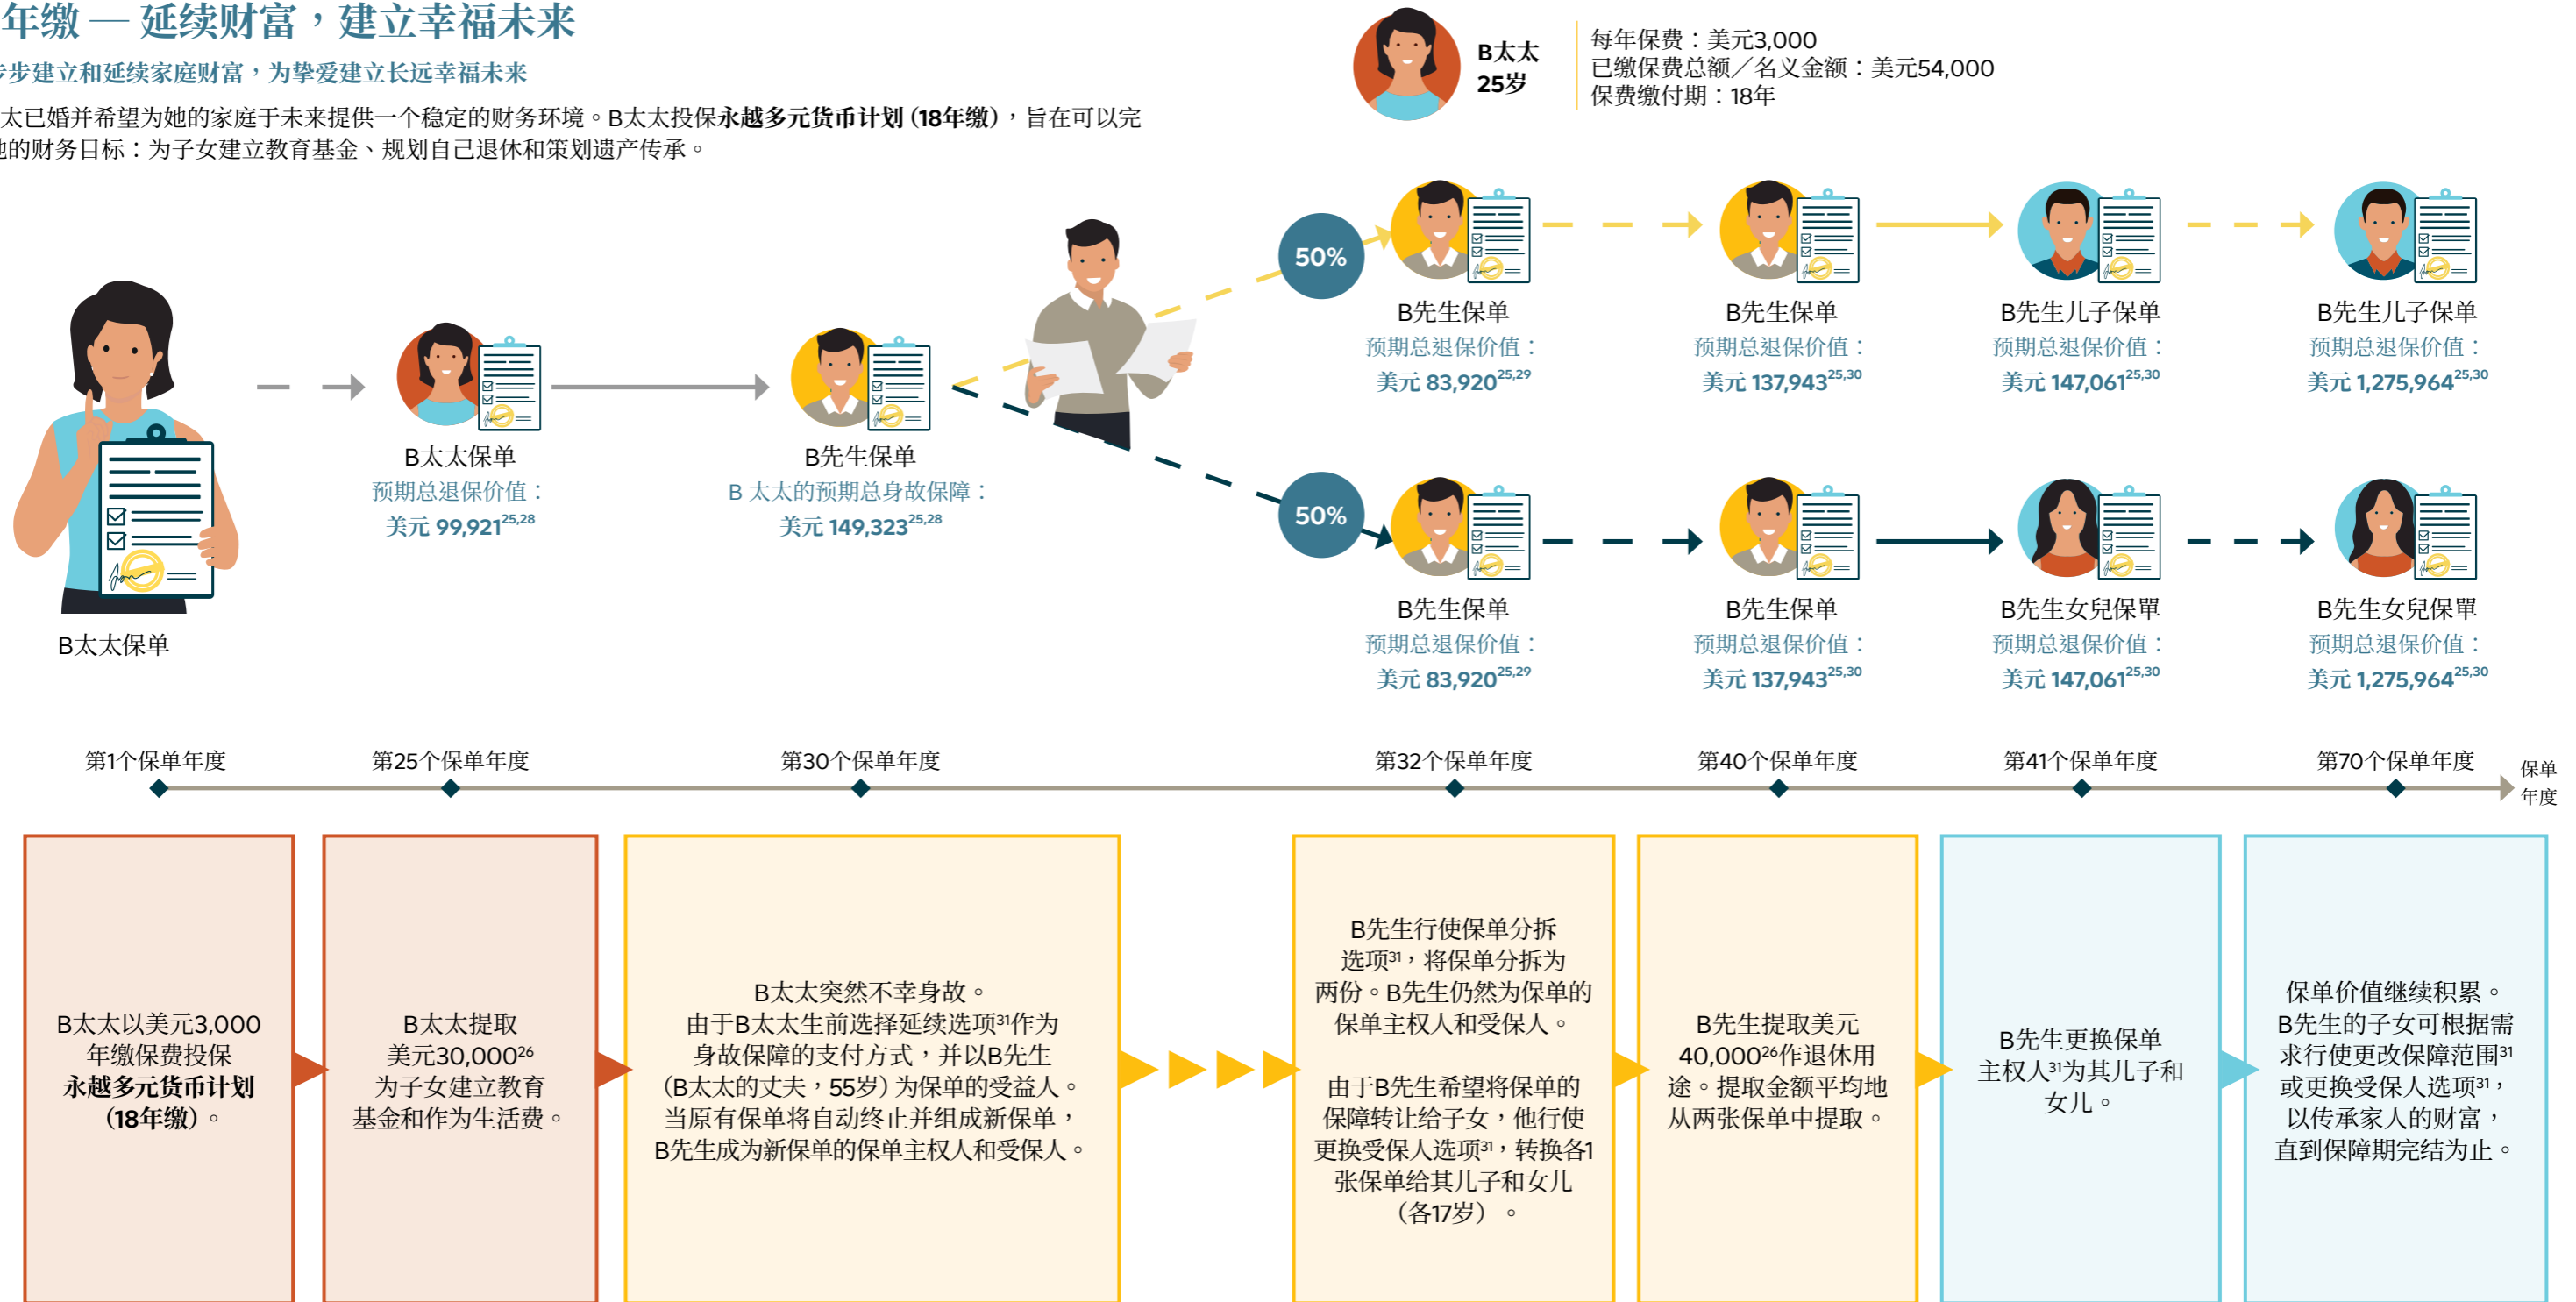 年缴 — 延续财富，建立幸福未来
步建立和延续家庭财富，为挚爱建立长远幸福未来
太已婚并希望为她的家庭于未来提供一个稳定的财务环境。B太太投保永越多元货币计划 (18年缴)，旨在可以完
的财务目标：为子女建立教育基金、规划自己退休和策划遗产传承。
B太太
25岁
每年保费：美元3,000
已缴保费总额／名义金额：美元54,000
保费缴付期：18年
B太太保单
B太太保单
预期总退保价值：
美元 99,921²⁵,²⁸
B先生保单
B 太太的预期总身故保障：
美元 149,323²⁵,²⁸
50%
B先生保单
预期总退保价值：
美元 83,920²⁵,²⁹
B先生保单
预期总退保价值：
美元 137,943²⁵,³⁰
B先生儿子保单
预期总退保价值：
美元 147,061²⁵,³⁰
B先生儿子保单
预期总退保价值：
美元 1,275,964²⁵,³⁰
50%
B先生保单
预期总退保价值：
美元 83,920²⁵,²⁹
B先生保单
预期总退保价值：
美元 137,943²⁵,³⁰
B先生女兒保單
预期总退保价值：
美元 147,061²⁵,³⁰
B先生女兒保單
预期总退保价值：
美元 1,275,964²⁵,³⁰
第1个保单年度
第25个保单年度
第30个保单年度
第32个保单年度
第40个保单年度
第41个保单年度
第70个保单年度
保单
年度
B太太以美元3,000
年缴保费投保
永越多元货币计划
(18年缴)。
B太太提取
美元30,000²⁶
为子女建立教育
基金和作为生活费。
B太太突然不幸身故。
由于B太太生前选择延续选项³¹作为
身故保障的支付方式，并以B先生
（B太太的丈夫，55岁）为保单的受益人。
当原有保单将自动终止并组成新保单，
B先生成为新保单的保单主权人和受保人。
B先生行使保单分拆
选项³¹，将保单分拆为
两份。B先生仍然为保单的
保单主权人和受保人。
由于B先生希望将保单的
保障转让给子女，他行使
更换受保人选项³¹，转换各1
张保单给其儿子和女儿
（各17岁）。
B先生提取美元
40,000²⁶作退休用
途。提取金额平均地
从两张保单中提取。
B先生更换保单
主权人³¹为其儿子和
女儿。
保单价值继续积累。
B先生的子女可根据需
求行使更改保障范围³¹
或更换受保人选项³¹，
以传承家人的财富，
直到保障期完结为止。